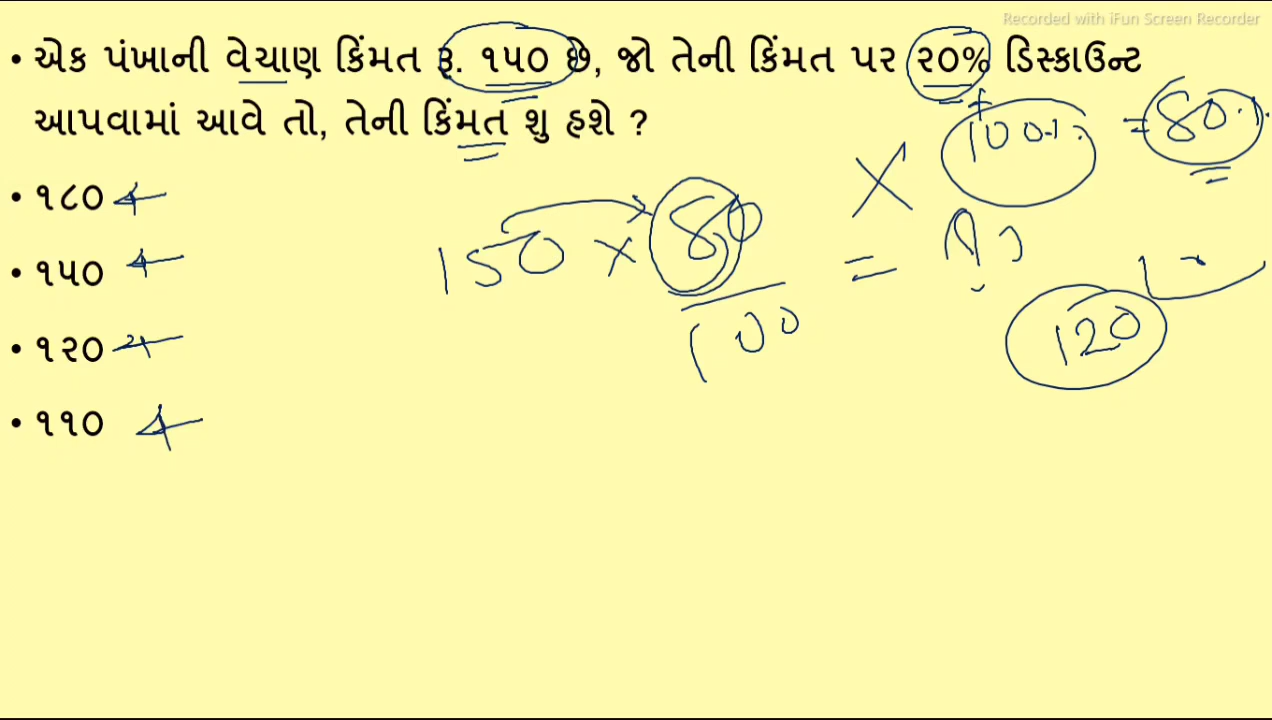 Recorded with iFun Screen Recorder
• એક પંખાની વેચાણ કિંમત રૂ. ૧૫૦ છે, જો તેની કિંમત પર ૨૦% ડિસ્કાઉન્ટ
આપવામાં આવે તો, તેની કિંમત શુ હશે ?
100% = 80%
• ૧૮૦
150 × 80
• ૧૫૦
100
120
• ૧૨૦
• ૧૧૦